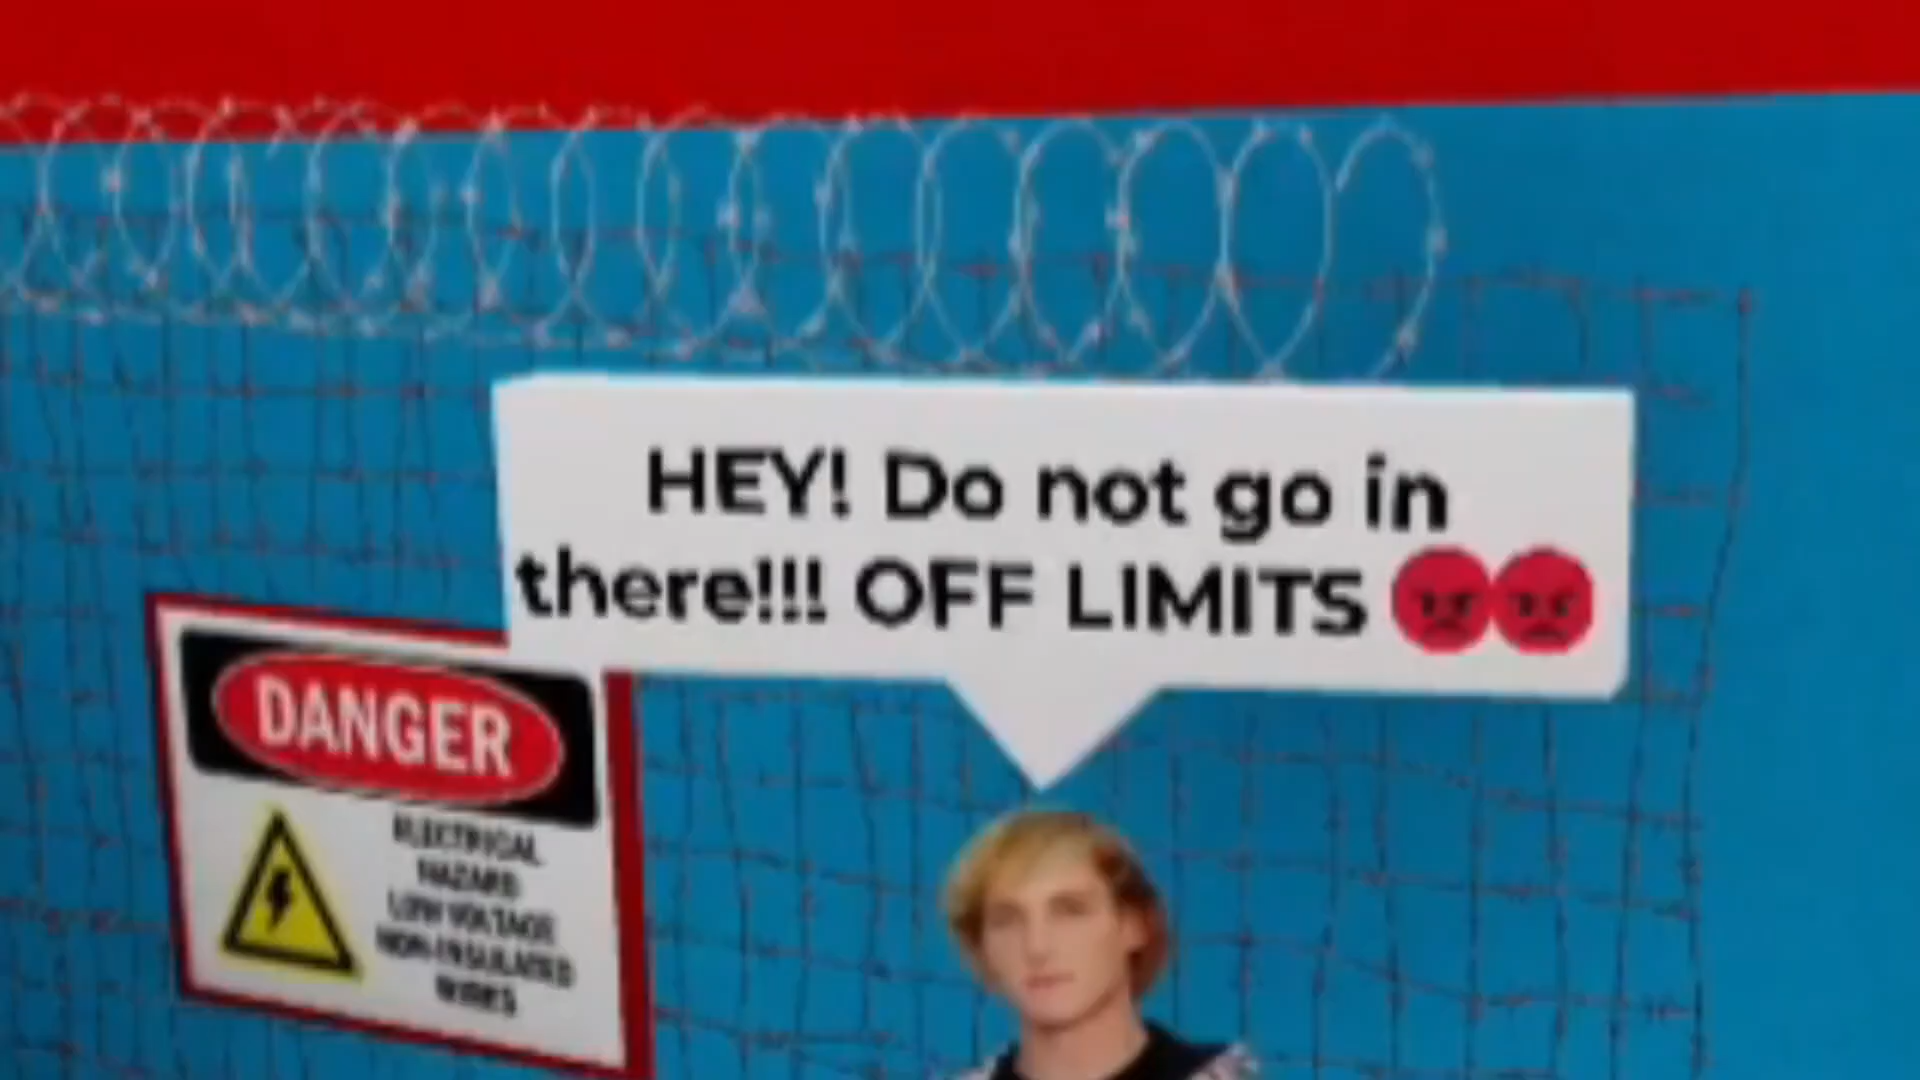 HEY! Do not go in
there!!! OFF LIMITS 😡😡
DANGER
ELECTRICAL
HAZARD
LOW VOLTAGE
NON-INSULATED
WIRES